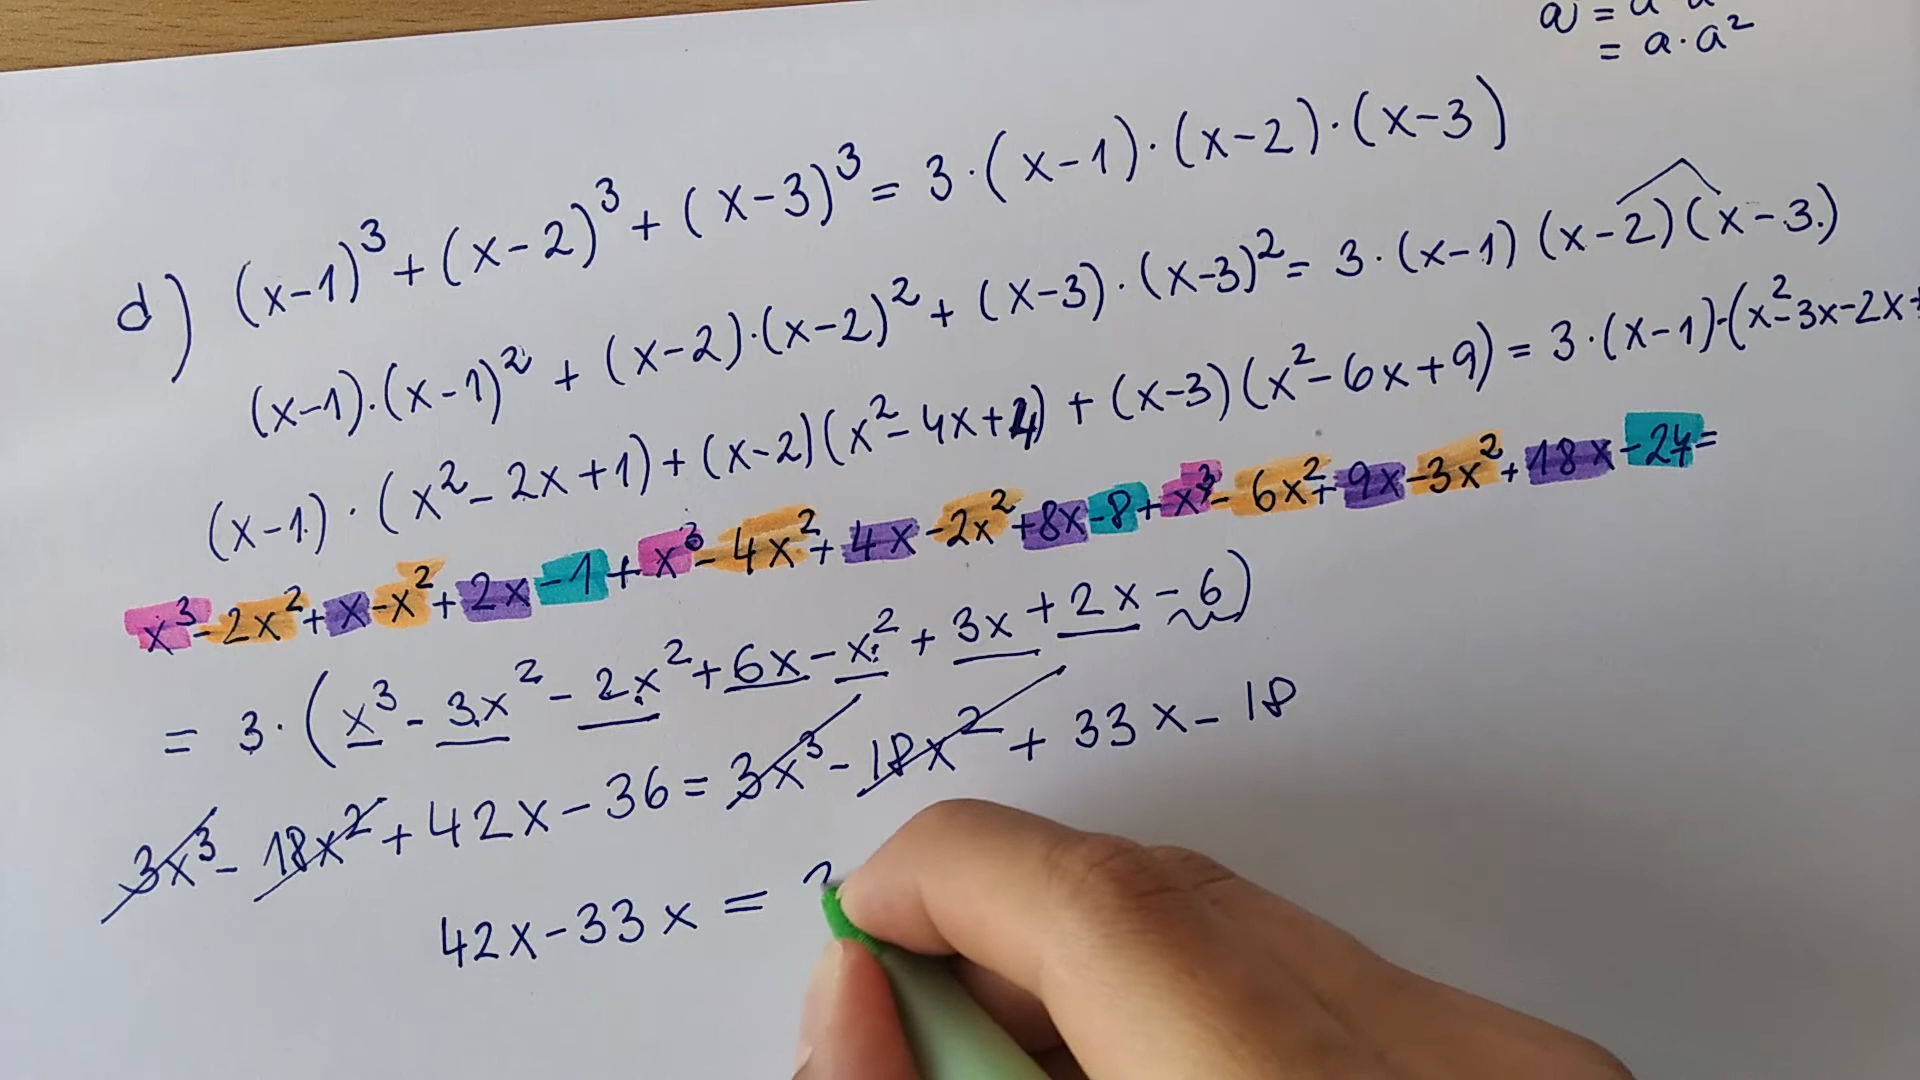 = a·a²
d) (x-1)³+(x-2)³+(x-3)³=3·(x-1)·(x-2)·(x-3)
(x-1)·(x-1)²+(x-2)·(x-2)²+(x-3)·(x-3)²=3·(x-1)(x-2)(x-3)
(x-1)·(x²-2x+1)+(x-2)(x²-4x+4)+(x-3)(x²-6x+9)=3·(x-1)·(x²-3x-2x+
x³-2x²+x-x²+2x-1+x³-4x²+4x-2x²+8x-8+x³-6x²+9x-3x²+18x-27=
=3·(x³-3x²-2x²+6x-x²+3x+2x-6)
3x³-18x²+42x-36=3x³-18x²+33x-18
42x-33x=